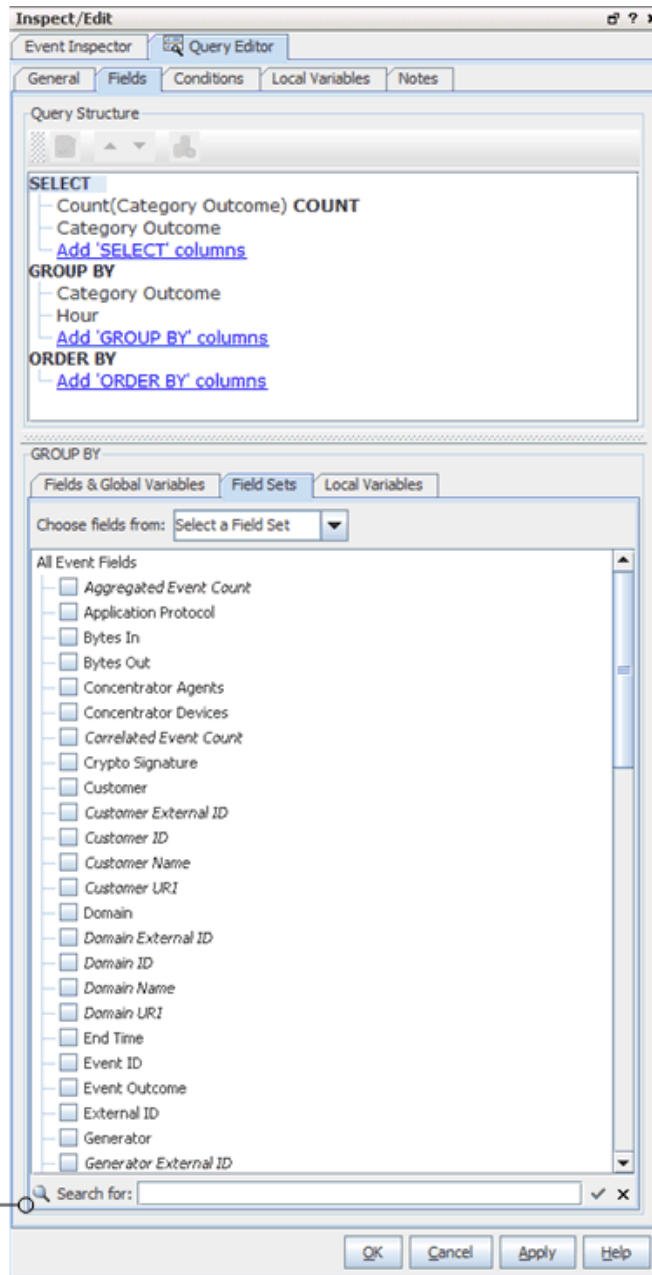 Inspect/Edit
Event Inspector Query Editor
General Fields Conditions Local Variables Notes
Query Structure
SELECT
Count(Category Outcome) COUNT
Category Outcome
Add 'SELECT' columns
GROUP BY
Category Outcome
Hour
Add 'GROUP BY' columns
ORDER BY
Add 'ORDER BY' columns
GROUP BY
Fields & Global Variables Field Sets Local Variables
Choose fields from: Select a Field Set
All Event Fields
Aggregated Event Count
Application Protocol
Bytes In
Bytes Out
Concentrator Agents
Concentrator Devices
Correlated Event Count
Crypto Signature
Customer
Customer External ID
Customer ID
Customer Name
Customer URI
Domain
Domain External ID
Domain ID
Domain Name
Domain URI
End Time
Event ID
Event Outcome
External ID
Generator
Generator External ID
Search for:
OK Cancel Apply Help